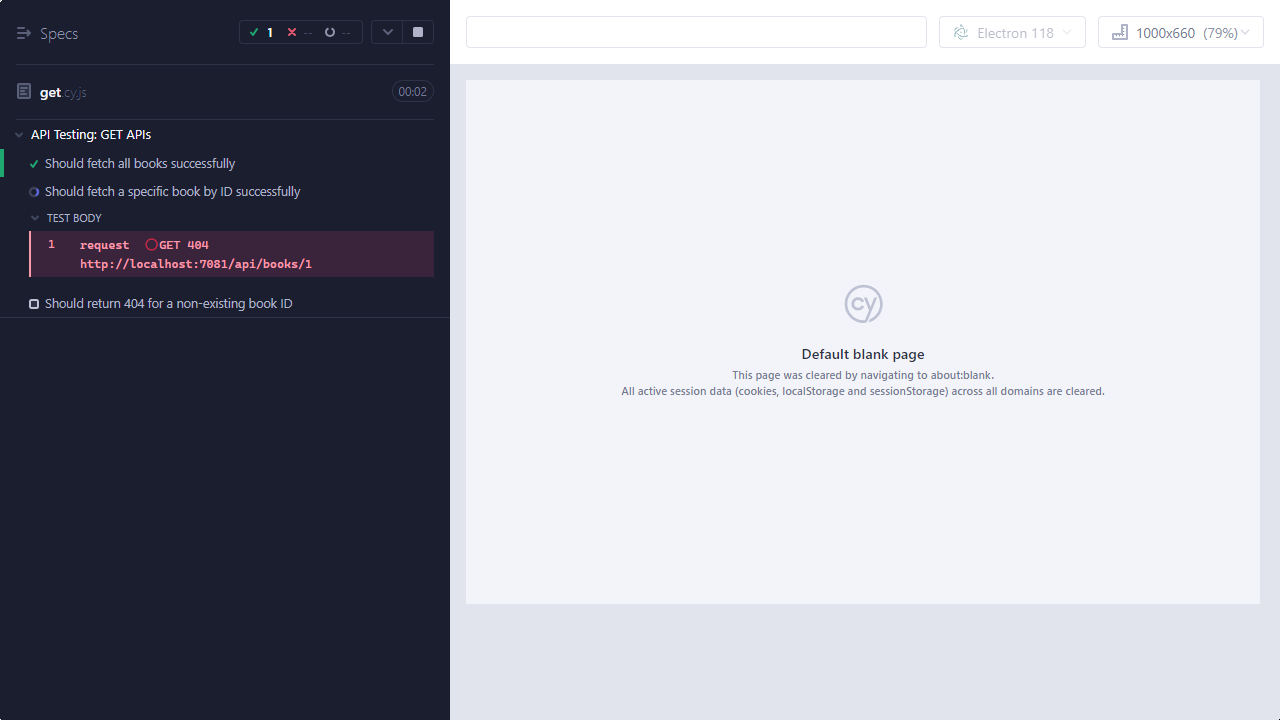 Specs
1 -- --
get.cy.js
00:02
API Testing: GET APIs
Should fetch all books successfully
Should fetch a specific book by ID successfully
TEST BODY
1 request GET 404
http://localhost:7081/api/books/1
Should return 404 for a non-existing book ID
Electron 118
1000x660 (79%)
cy
Default blank page
This page was cleared by navigating to about:blank.
All active session data (cookies, localStorage and sessionStorage) across all domains are cleared.